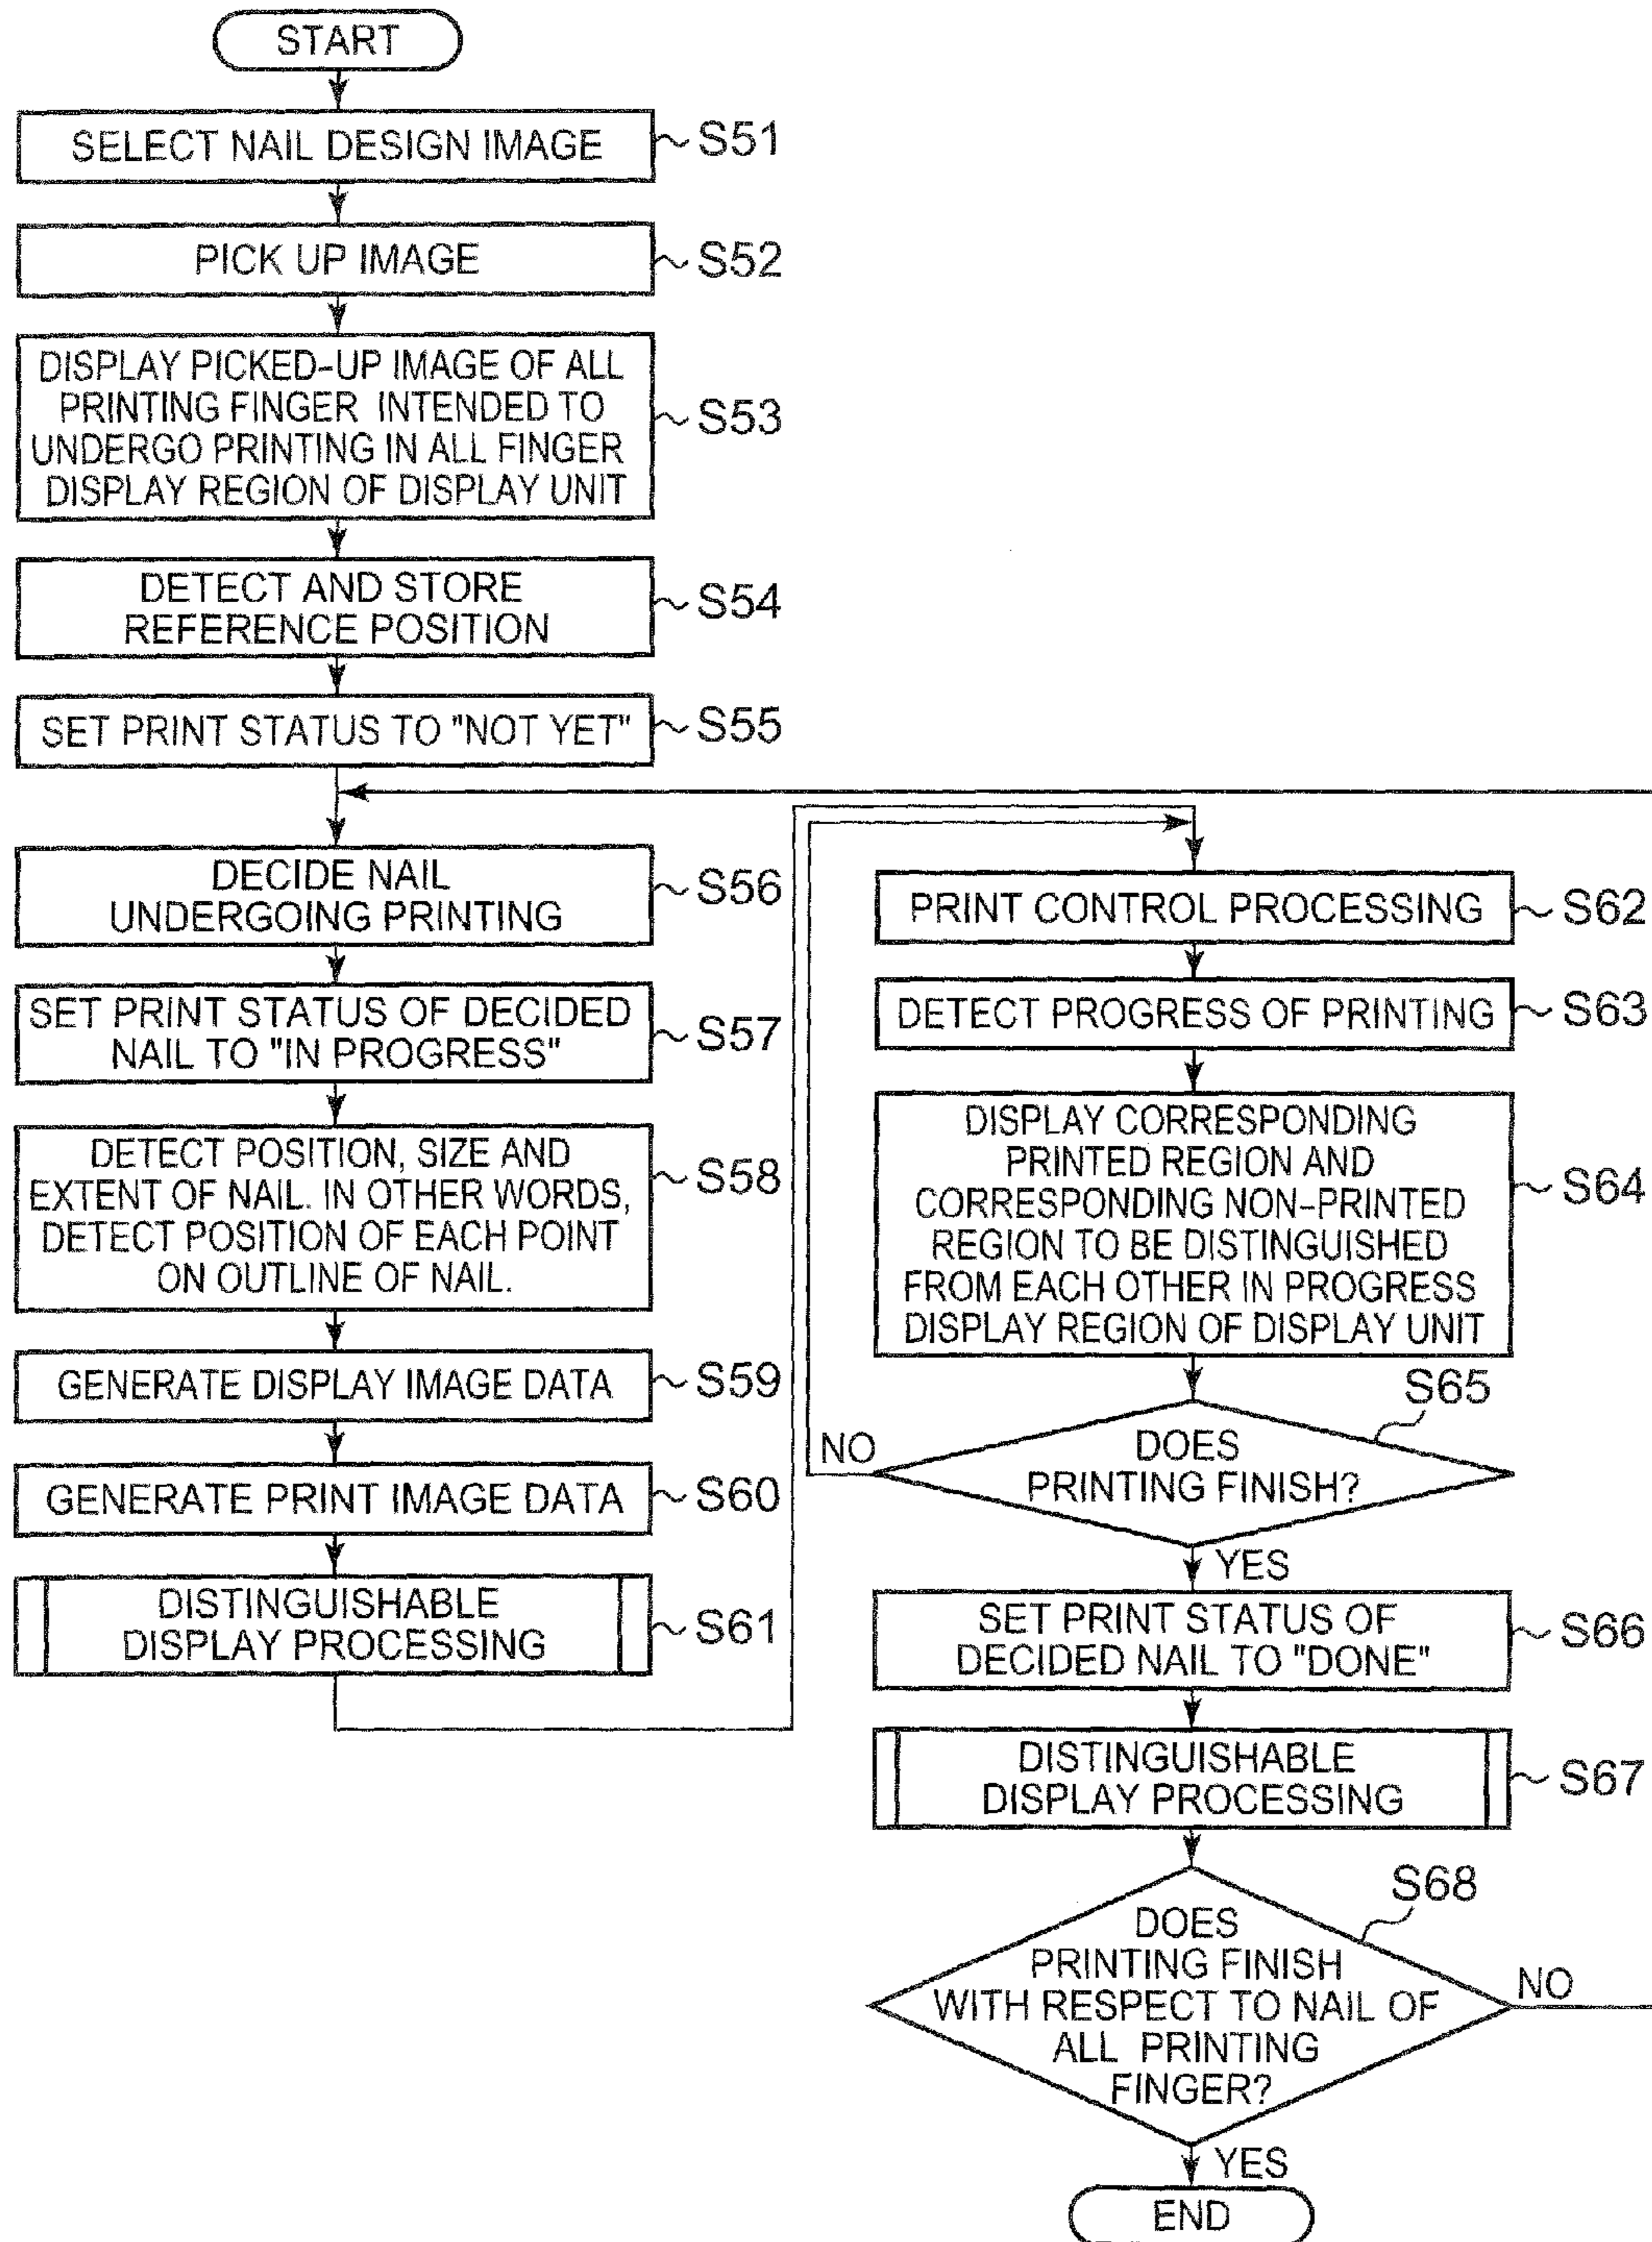 START
SELECT NAIL DESIGN IMAGE
S51
PICK UP IMAGE
S52
DISPLAY PICKED-UP IMAGE OF ALL
PRINTING FINGER INTENDED TO
UNDERGO PRINTING IN ALL FINGER
DISPLAY REGION OF DISPLAY UNIT
S53
DETECT AND STORE
REFERENCE POSITION
S54
SET PRINT STATUS TO "NOT YET"
S55
DECIDE NAIL
UNDERGOING PRINTING
S56
SET PRINT STATUS OF DECIDED
NAIL TO "IN PROGRESS"
S57
DETECT POSITION, SIZE AND
EXTENT OF NAIL. IN OTHER WORDS,
DETECT POSITION OF EACH POINT
ON OUTLINE OF NAIL.
S58
GENERATE DISPLAY IMAGE DATA
S59
GENERATE PRINT IMAGE DATA
S60
DISTINGUISHABLE
DISPLAY PROCESSING
S61
PRINT CONTROL PROCESSING
S62
DETECT PROGRESS OF PRINTING
S63
DISPLAY CORRESPONDING
PRINTED REGION AND
CORRESPONDING NON-PRINTED
REGION TO BE DISTINGUISHED
FROM EACH OTHER IN PROGRESS
DISPLAY REGION OF DISPLAY UNIT
S64
S65
NO
DOES
PRINTING FINISH?
YES
SET PRINT STATUS OF
DECIDED NAIL TO "DONE"
S66
DISTINGUISHABLE
DISPLAY PROCESSING
S67
S68
DOES
PRINTING FINISH
WITH RESPECT TO NAIL OF
ALL PRINTING
FINGER?
NO
YES
END